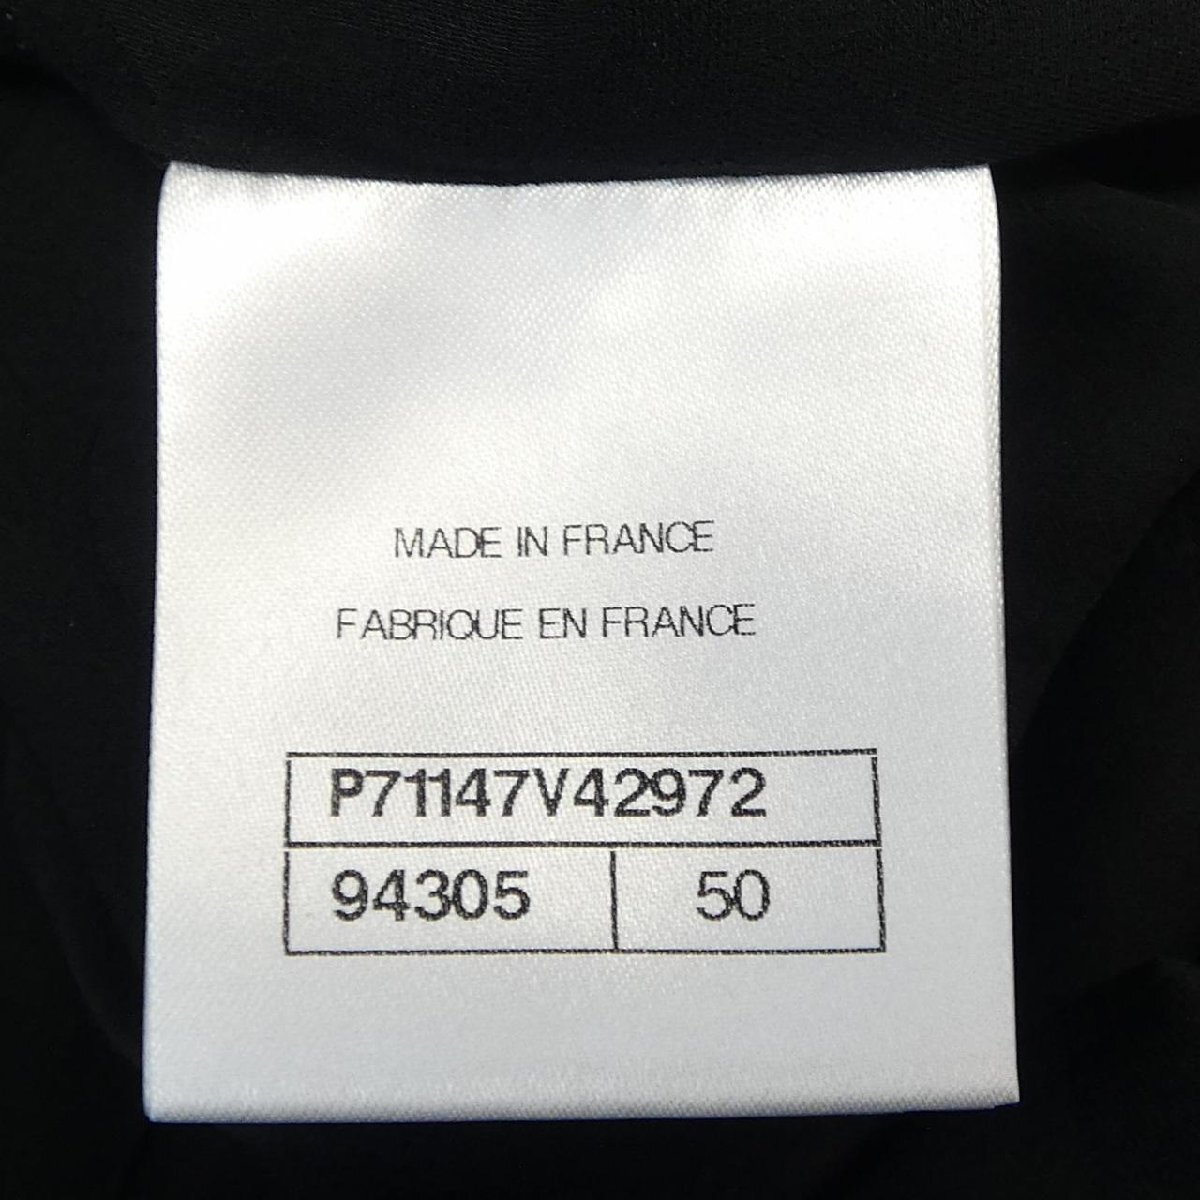 MADE IN FRANCE
FABRIQUE EN FRANCE
P71147V42972
94305 50